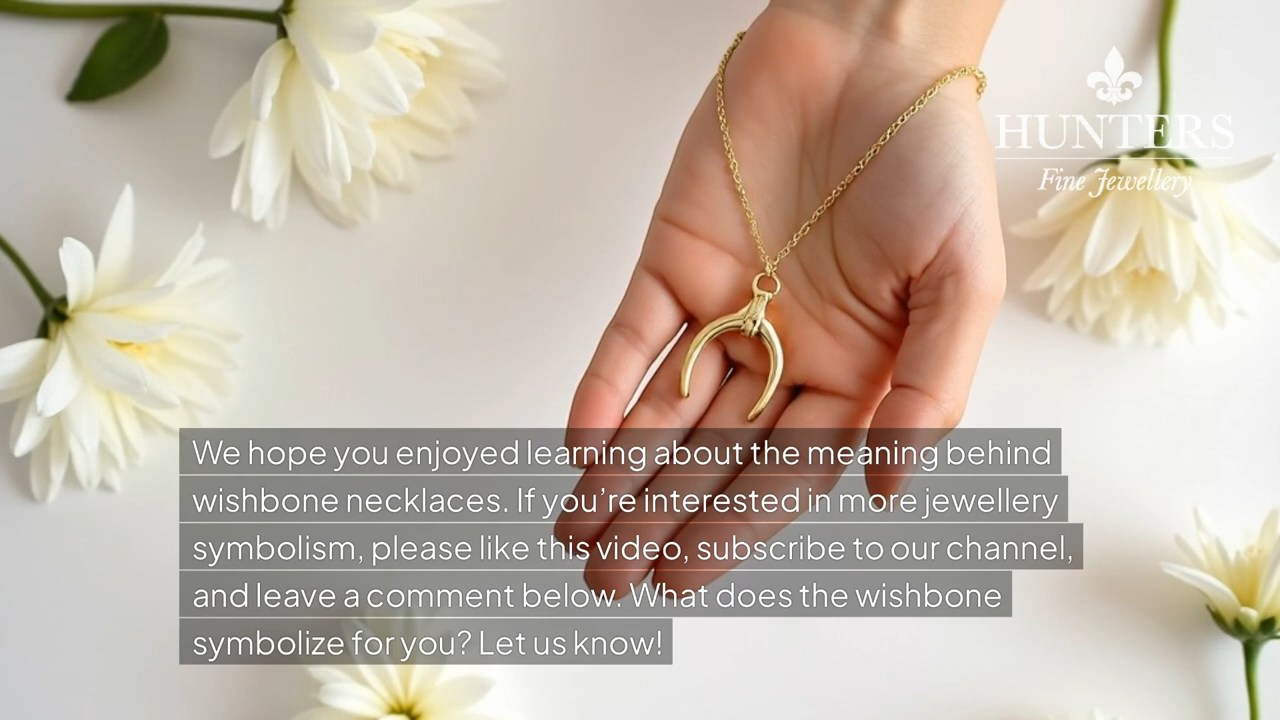 HUNTERS
Fine Jewellery
We hope you enjoyed learning about the meaning behind
wishbone necklaces. If you’re interested in more jewellery
symbolism, please like this video, subscribe to our channel,
and leave a comment below. What does the wishbone
symbolize for you? Let us know!